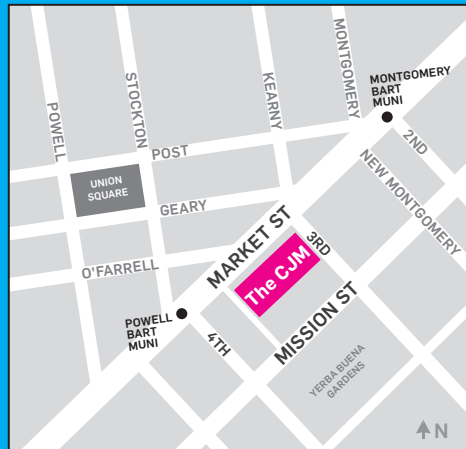 MONTGOMERY
MONTGOMERY
BART
MUNI
POWELL
STOCKTON
KEARNY
2ND
POST
NEW MONTGOMERY
UNION
SQUARE
GEARY
MARKET ST
3RD
O'FARRELL
The CJM
POWELL
BART
MUNI
4TH
MISSION ST
YERBA BUENA
GARDENS
N